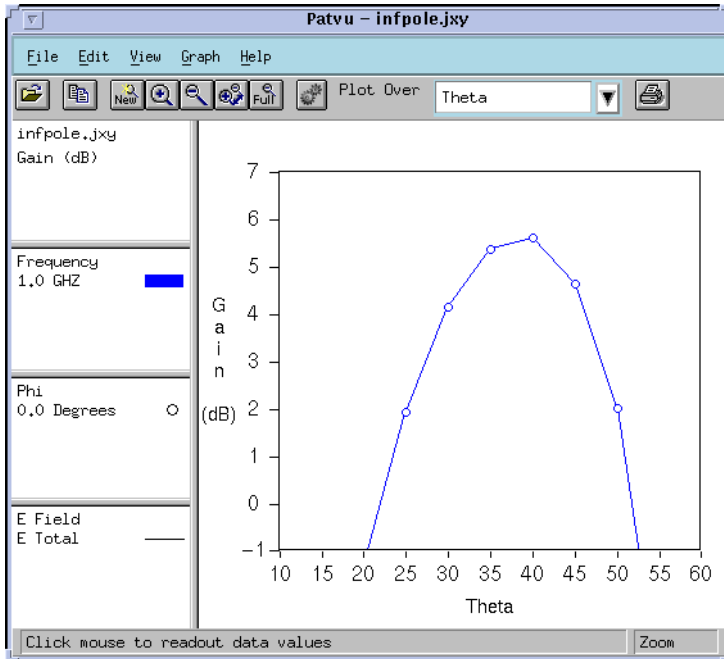 Patvu – infpole.jxy
File Edit View Graph Help
New Full Plot Over Theta
infpole.jxy
Gain (dB)
Frequency
1.0 GHZ
Phi
0.0 Degrees
E Field
E Total
7
6
5
4
3
2
1
0
−1
G
a
i
n
(dB)
10 15 20 25 30 35 40 45 50 55 60
Theta
Click mouse to readout data values
Zoom